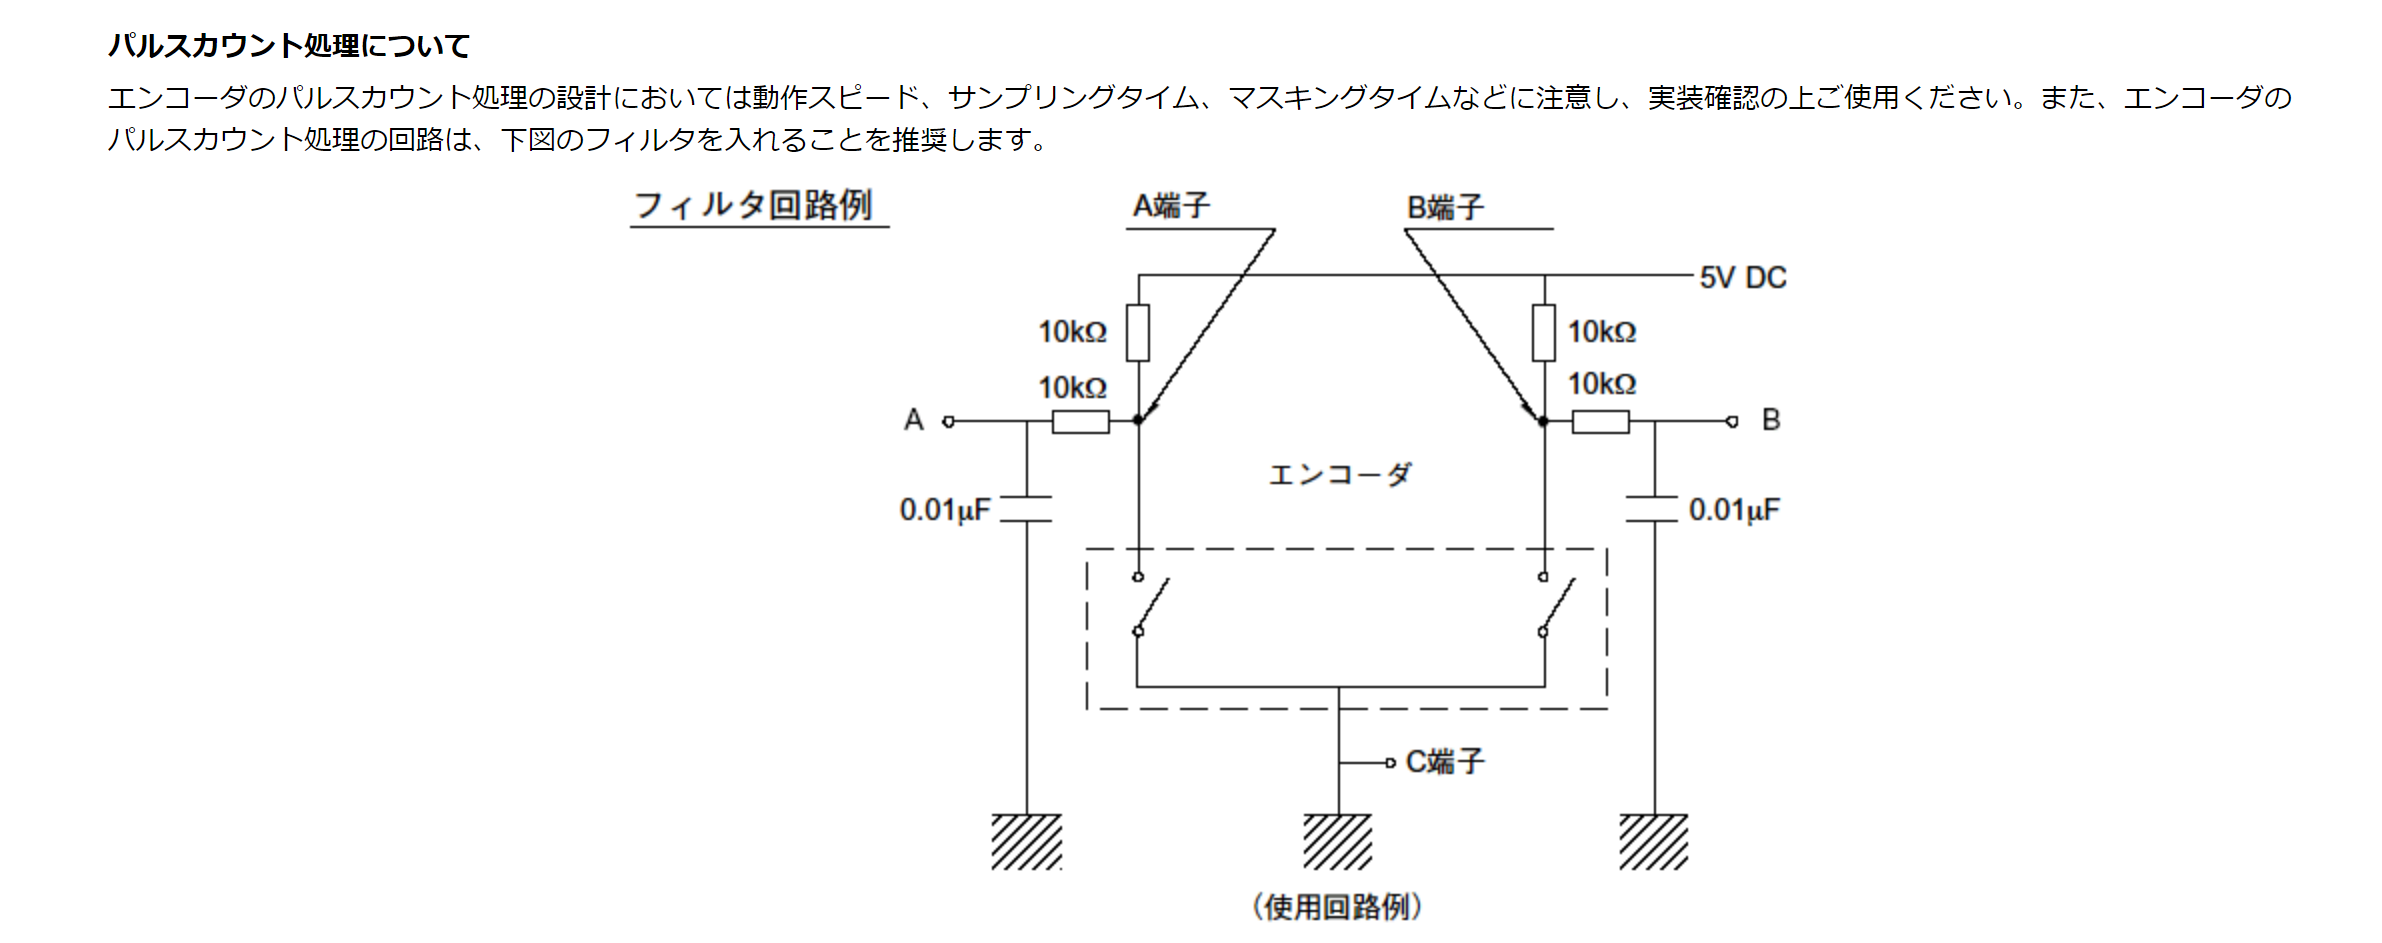 パルスカウント処理について
エンコーダのパルスカウント処理の設計においては動作スピード、サンプリングタイム、マスキングタイムなどに注意し、実装確認の上ご使用ください。また、エンコーダの
パルスカウント処理の回路は、下図のフィルタを入れることを推奨します。
フィルタ回路例
A端子
B端子
5V DC
10kΩ
10kΩ
10kΩ
10kΩ
A
B
エンコーダ
0.01μF
0.01μF
C端子
（使用回路例）